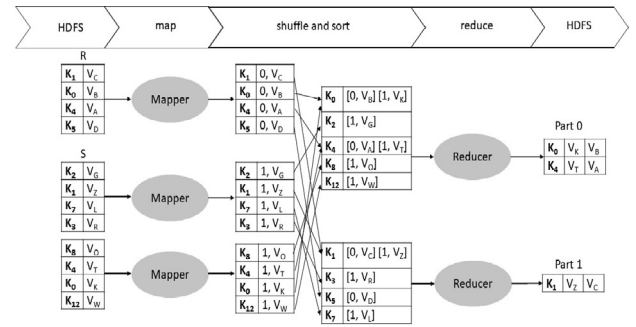 HDFS
map
shuffle and sort
reduce
HDFS
R
K1 VC
K0 VB
K4 VA
K5 VD
Mapper
K1 0, VC
K0 0, VB
K4 0, VA
K5 0, VD
S
K2 VG
K1 VZ
K7 VL
K3 VR
Mapper
K2 1, VG
K1 1, VZ
K7 1, VL
K3 1, VR
K8 VO
K4 VT
K0 VK
K12 VW
Mapper
K8 1, VO
K4 1, VT
K0 1, VK
K12 1, VW
K0 [0, VB] [1, VK]
K2 [1, VG]
K4 [0, VA] [1, VT]
K8 [1, VO]
K12 [1, VW]
Reducer
Part 0
K0 VK VB
K4 VT VA
K1 [0, VC] [1, VZ]
K3 [1, VR]
K5 [0, VD]
K7 [1, VL]
Reducer
Part 1
K1 VZ VC